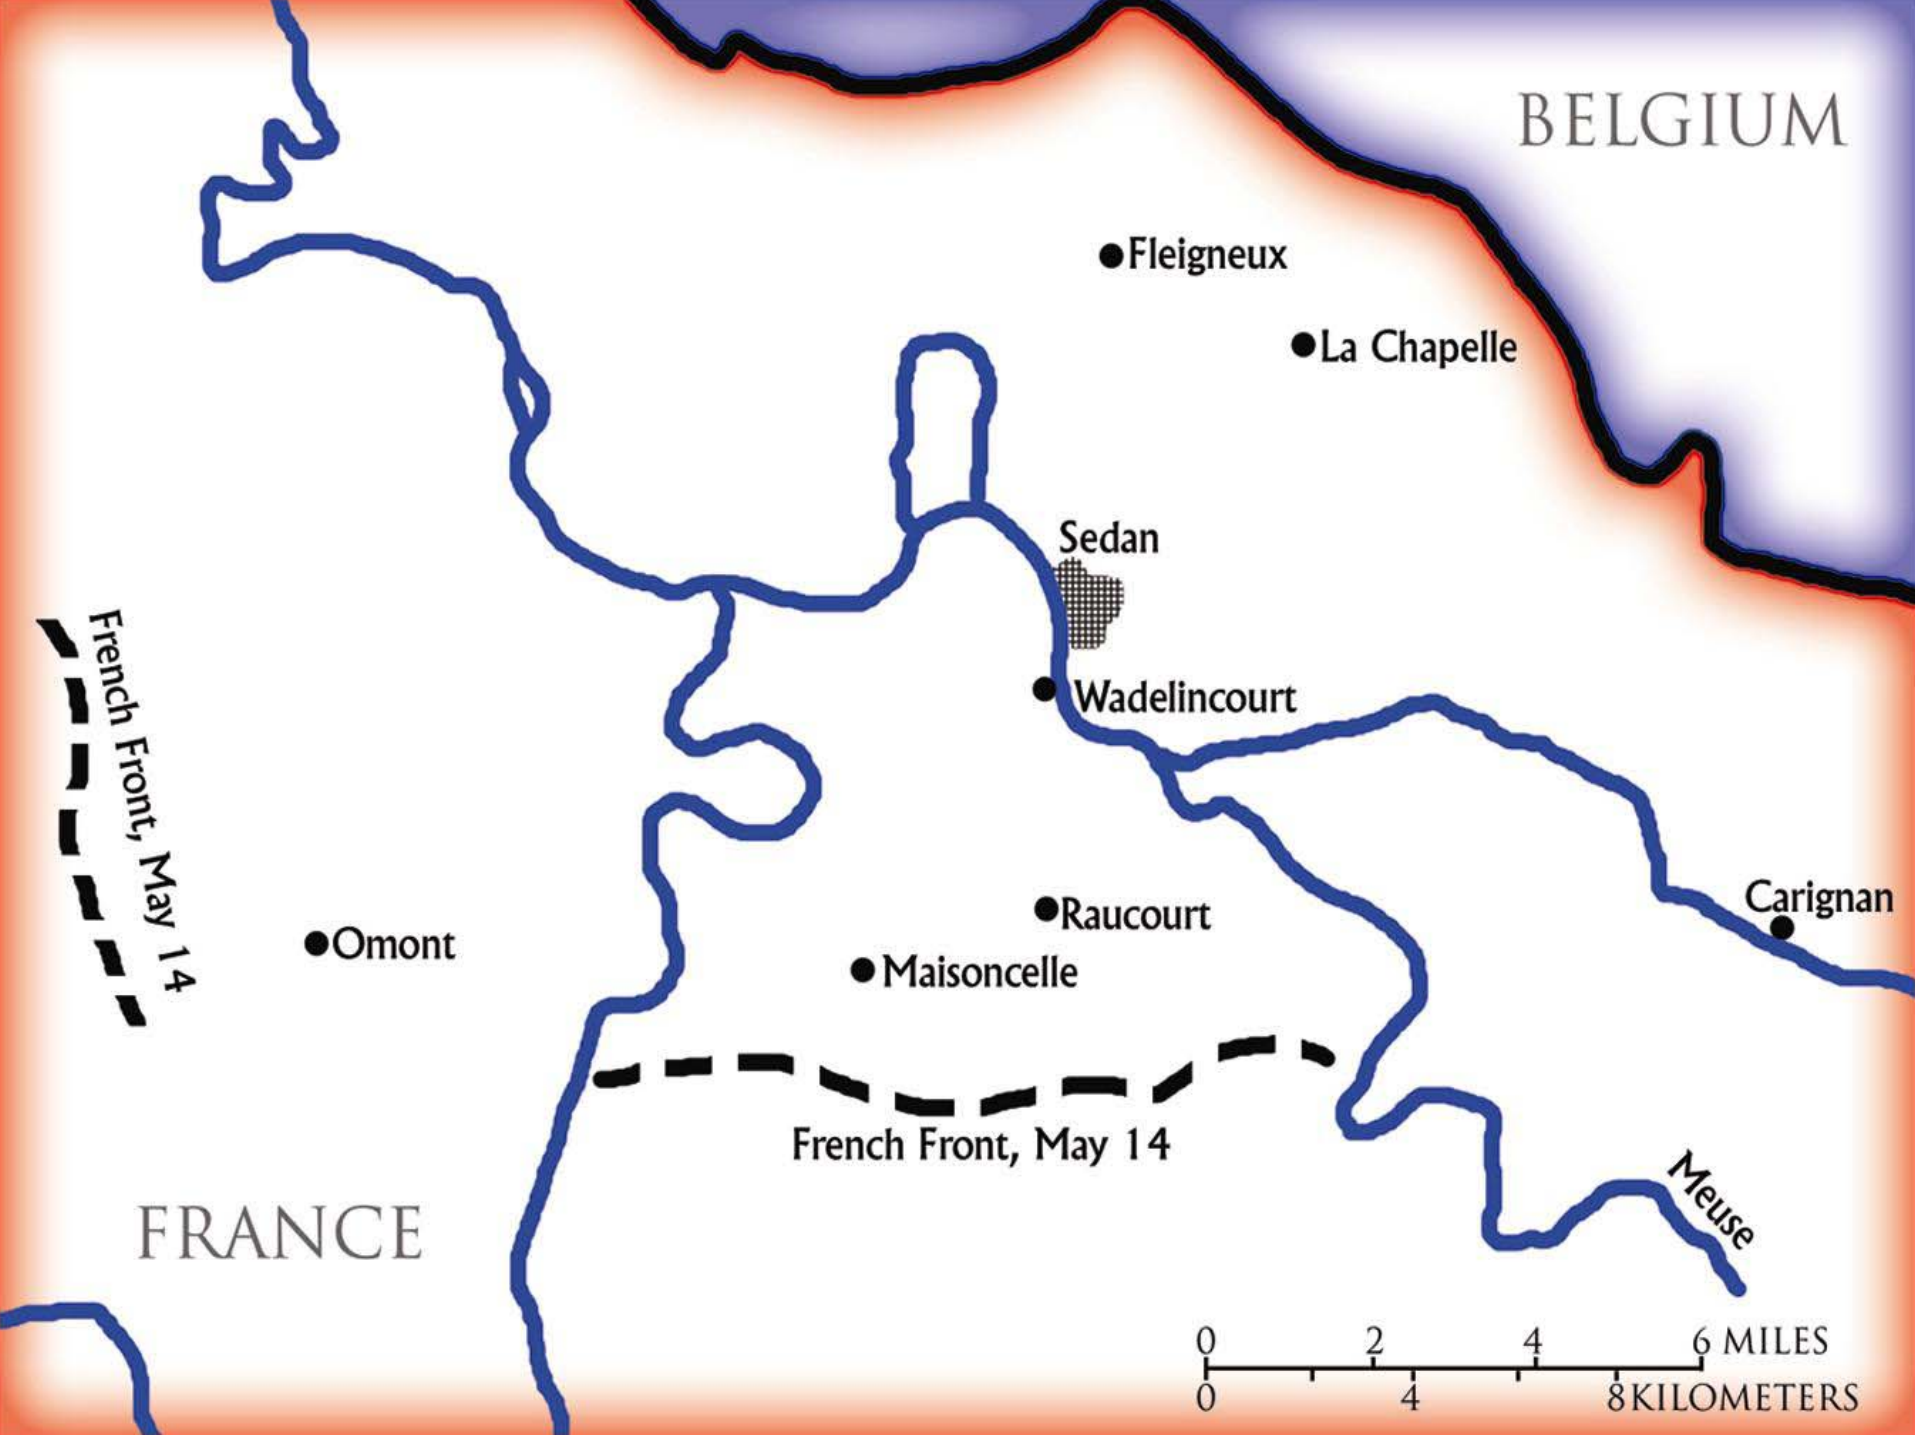 BELGIUM
Fleigneux
La Chapelle
Sedan
French Front, May 14
Wadelincourt
Carignan
Raucourt
Omont
Maisoncelle
French Front, May 14
Meuse
FRANCE
0 2 4 6 MILES
0 4 8 KILOMETERS